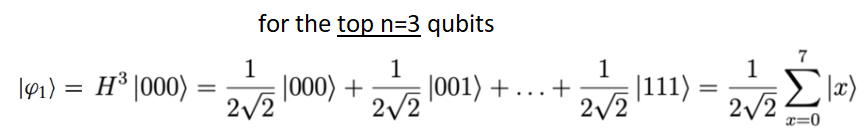 for the top n=3 qubits
|φ₁⟩ = H³|000⟩ = 1/(2√2) |000⟩ + 1/(2√2) |001⟩ + ... + 1/(2√2) |111⟩ = 1/(2√2) ∑_{x=0}^{7} |x⟩